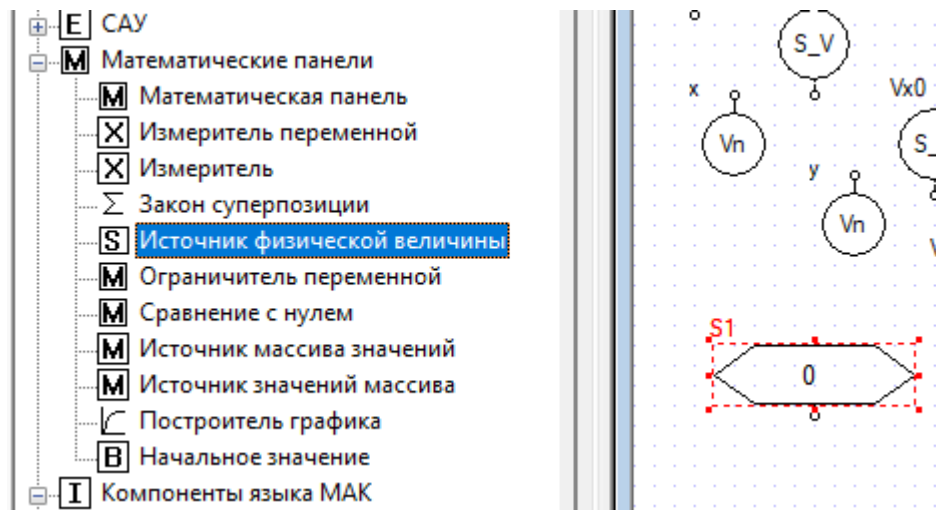 E САУ
M Математические панели
M Математическая панель
X Измеритель переменной
X Измеритель
Σ Закон суперпозиции
S Источник физической величины
M Ограничитель переменной
M Сравнение с нулем
M Источник массива значений
M Источник значений массива
Построитель графика
B Начальное значение
I Компоненты языка МАК
S_V
x
Vx0
Vn
S_
y
Vn
S1
0